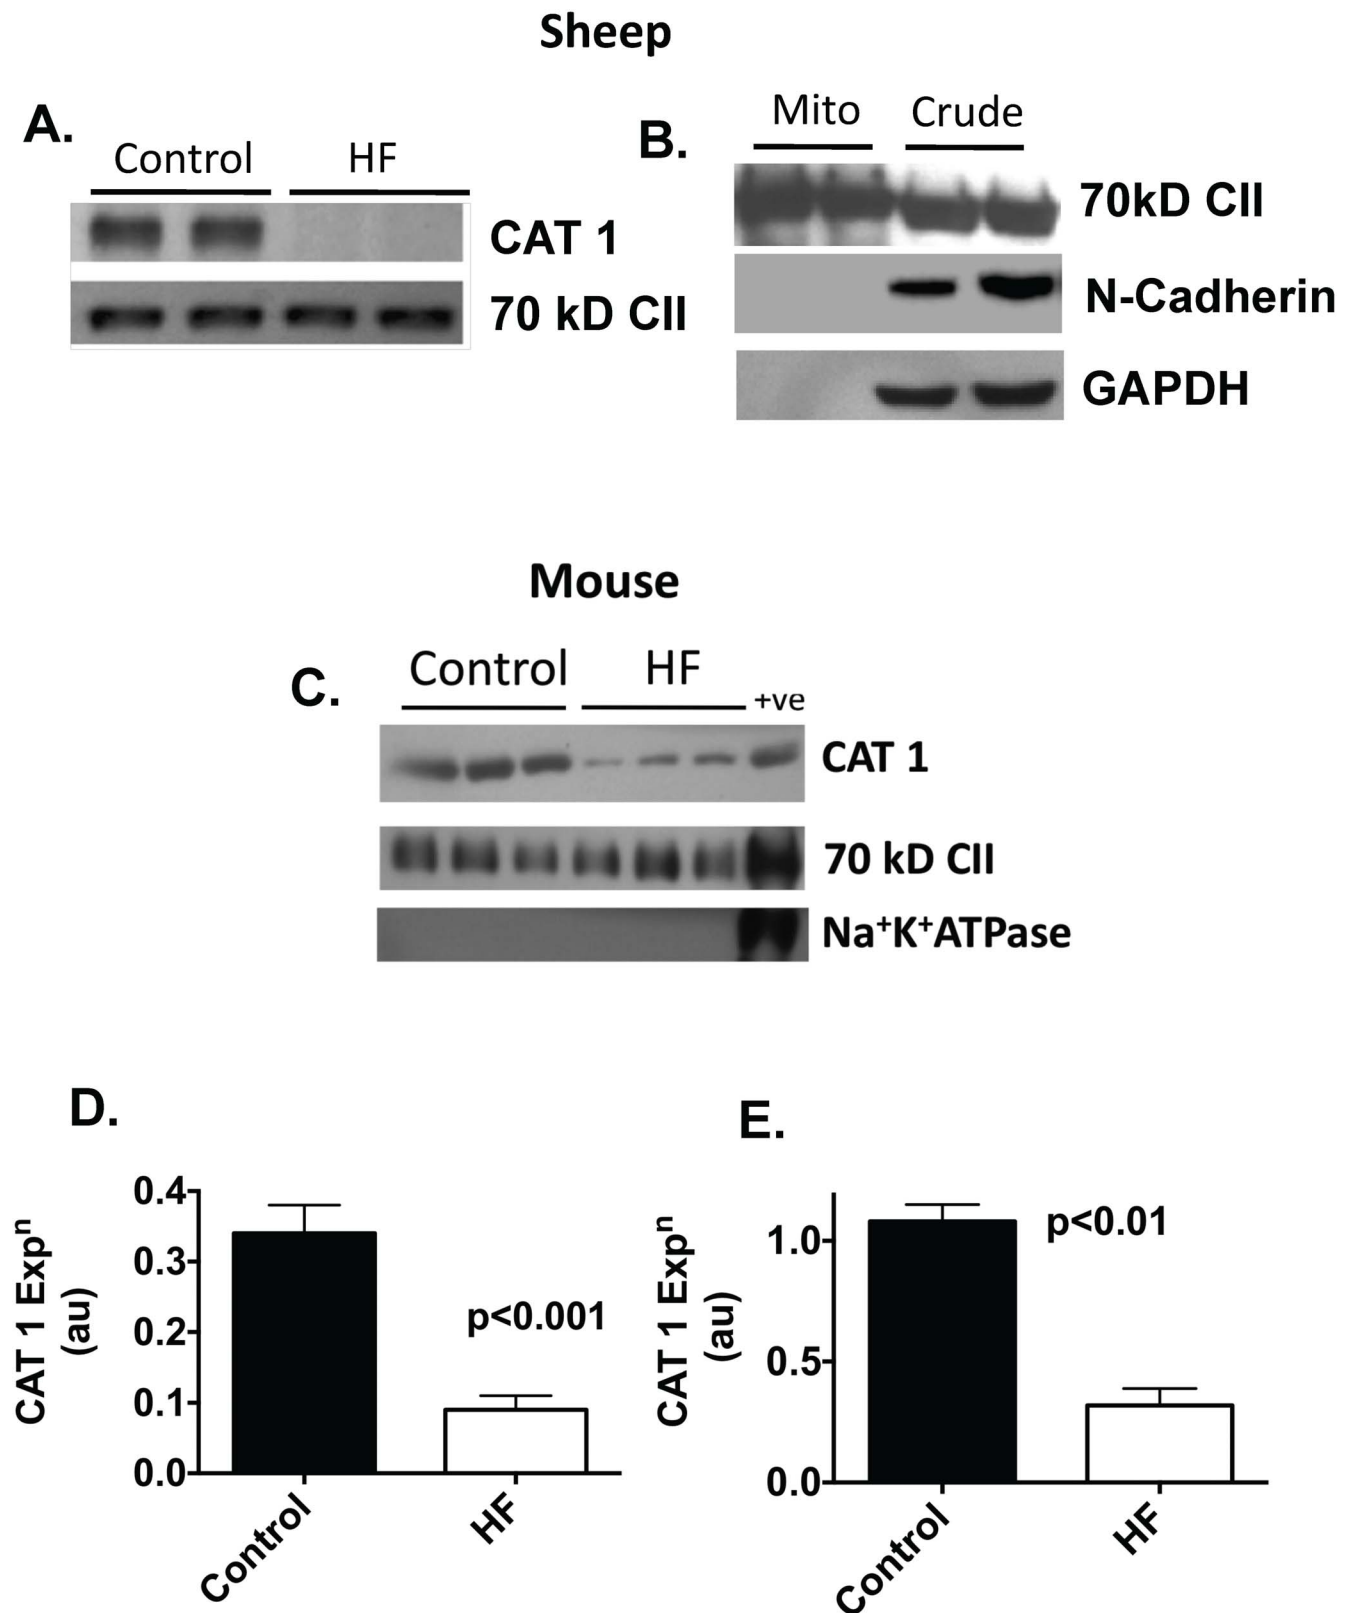 Sheep
A.
Control HF
CAT 1
70 kD CII
B.
Mito Crude
70kD CII
N-Cadherin
GAPDH
Mouse
C.
Control HF +ve
CAT 1
70 kD CII
Na⁺K⁺ATPase
D.
CAT 1 Expⁿ
(au)
0.4
0.3
0.2
0.1
0.0
p<0.001
Control
HF
E.
CAT 1 Expⁿ
(au)
1.0
0.5
0.0
p<0.01
Control
HF